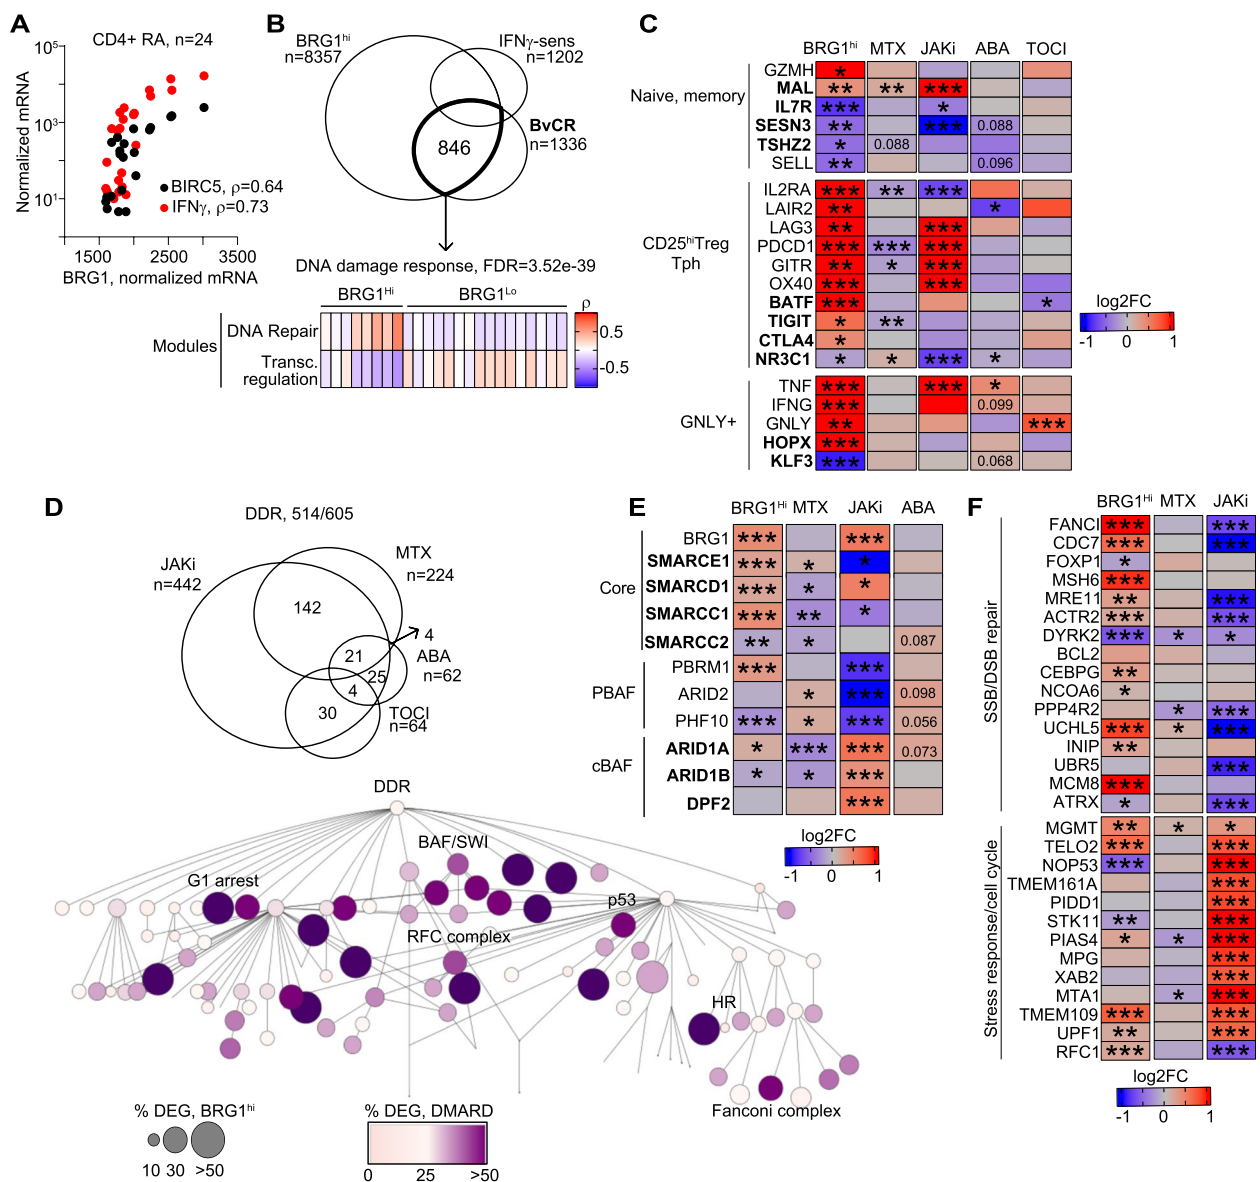 A
CD4+ RA, n=24
Normalized mRNA
10⁵
10³
10¹
BIRC5, ρ=0.64
IFNγ, ρ=0.73
1500 2500 3500
BRG1, normalized mRNA
B
BRG1ʰⁱ
n=8357
IFNγ-sens
n=1202
BvCR
n=1336
846
DNA damage response, FDR=3.52e-39
BRG1ᴴⁱ BRG1ᴸᵒ
ρ
Modules
DNA Repair
Transc.
regulation
0.5
-0.5
C
BRG1ʰⁱ MTX JAKi ABA TOCI
Naive, memory
GZMH *
MAL ** ** ***
IL7R *** *
SESN3 ** *** 0.088
TSHZ2 * 0.088
SELL ** 0.096
CD25ʰⁱTreg
Tph
IL2RA *** ** ***
LAIR2 ** *
LAG3 ** ***
PDCD1 *** *** ***
GITR ** * ***
OX40 *** ***
BATF *** *
TIGIT * **
CTLA4 *
NR3C1 * * *** *
GNLY+
TNF *** *** *
IFNG *** 0.099
GNLY ** ***
HOPX ***
KLF3 *** 0.068
log2FC
-1 0 1
D
DDR, 514/605
JAKi
n=442
MTX
n=224
142
4
21
ABA
n=62
25
4
30
TOCI
n=64
DDR
BAF/SWI
G1 arrest
p53
RFC complex
HR
Fanconi complex
% DEG, BRG1ʰⁱ
10 30 >50
% DEG, DMARD
0 25 >50
E
BRG1ᴴⁱ MTX JAKi ABA
Core
BRG1 *** ***
SMARCE1 *** * *
SMARCD1 *** * *
SMARCC1 *** ** *
SMARCC2 ** * 0.087
PBAF
PBRM1 *** ***
ARID2 * *** 0.098
PHF10 *** * *** 0.056
cBAF
ARID1A * *** *** 0.073
ARID1B * * ***
DPF2 ***
log2FC
-1 0 1
F
BRG1ᴴⁱ MTX JAKi
SSB/DSB repair
FANCI *** ***
CDC7 *** ***
FOXP1 *
MSH6 ***
MRE11 ** ***
ACTR2 *** ***
DYRK2 *** * *
BCL2
CEBPG **
NCOA6 *
PPP4R2 * ***
UCHL5 *** * ***
INIP **
UBR5 ***
MCM8 ***
ATRX * ***
Stress response/cell cycle
MGMT ** * *
TELO2 *** ***
NOP53 *** ***
TMEM161A ***
PIDD1 ***
STK11 ** ***
PIAS4 * * ***
MPG ***
XAB2 ***
MTA1 * ***
TMEM109 *** ***
UPF1 ** ***
RFC1 *** ***
log2FC
-1 0 1